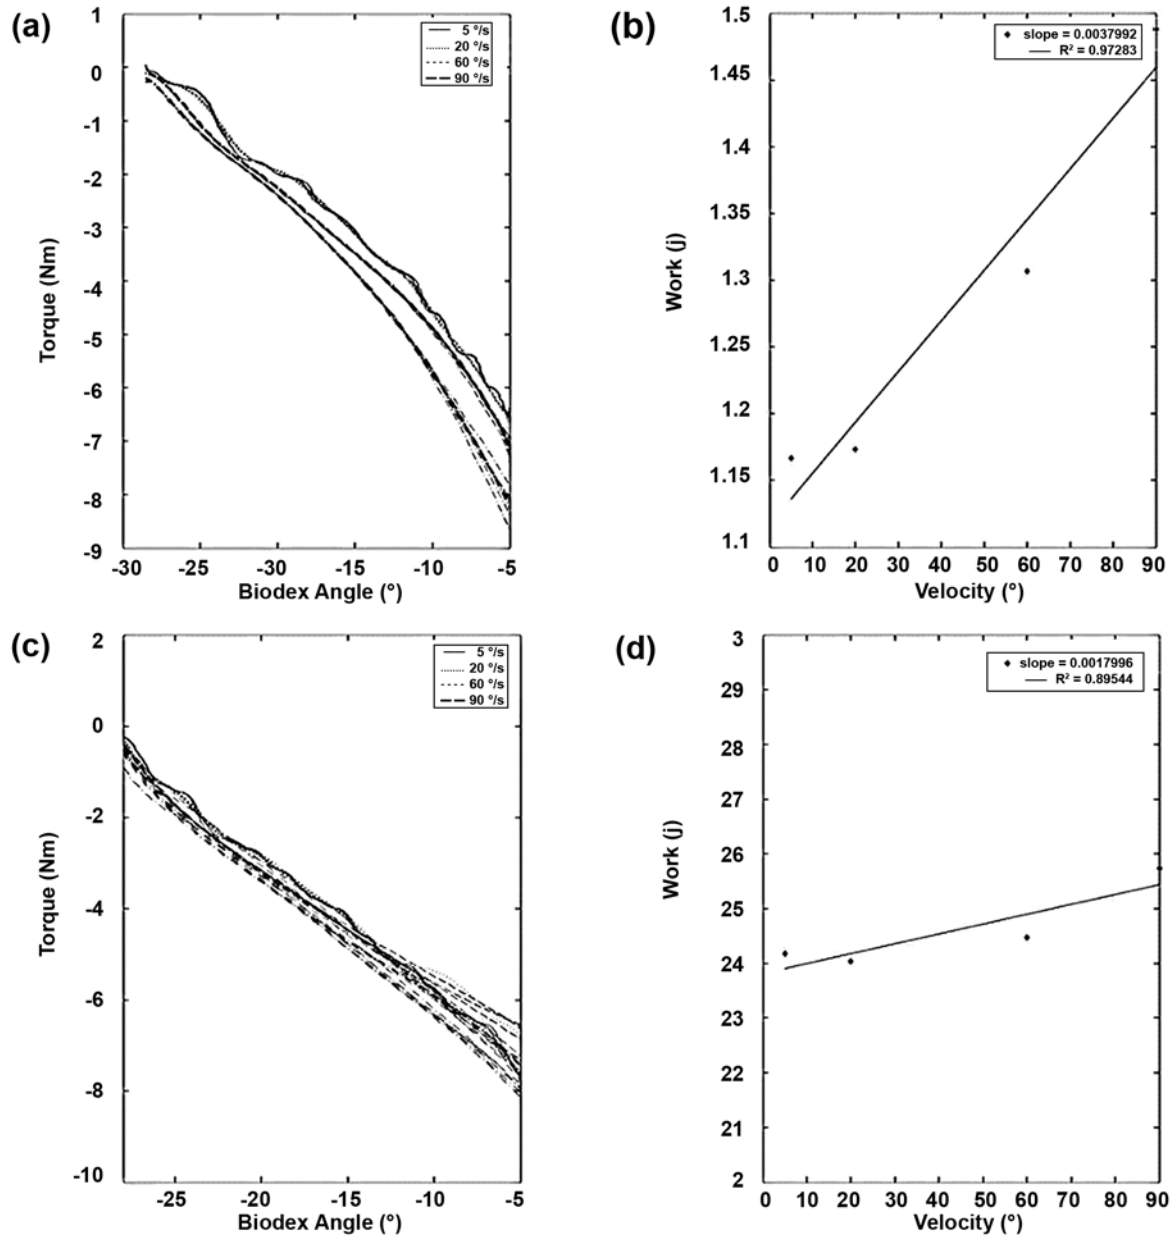 (a)
1
0
-1
-2
-3
-4
-5
-6
-7
-8
-9
Torque (Nm)
5 º/s
20 º/s
60 º/s
90 º/s
-30 -25 -20 -15 -10 -5
Biodex Angle (°)
(b)
1.5
1.45
1.4
1.35
1.3
1.25
1.2
1.15
1.1
Work (j)
slope = 0.0037992
R² = 0.97283
0 10 20 30 40 50 60 70 80 90
Velocity (°)
(c)
2
0
-2
-4
-6
-8
-10
Torque (Nm)
5 º/s
20 º/s
60 º/s
90 º/s
-25 -20 -15 -10 -5
Biodex Angle (°)
(d)
3
29
28
27
26
25
24
23
22
21
2
Work (j)
slope = 0.0017996
R² = 0.89544
0 10 20 30 40 50 60 70 80 90
Velocity (°)